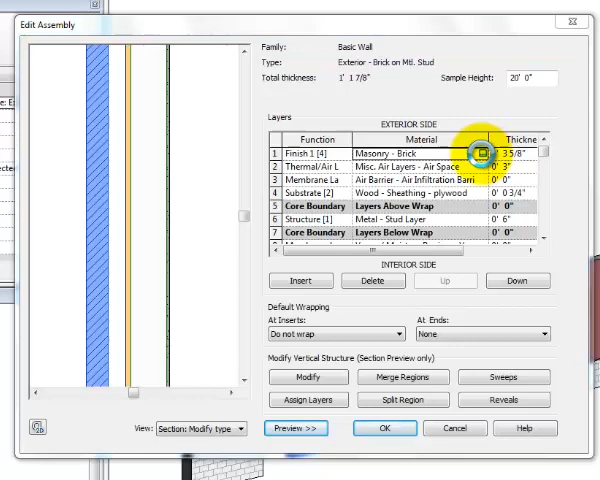 Edit Assembly
Family: Basic Wall
Type: Exterior - Brick on Mtl. Stud
Total thickness: 1' 1 7/8" Sample Height: 20' 0"
Layers
EXTERIOR SIDE
Function Material Thickne
1 Finish 1 [4] Masonry - Brick 3 5/8"
2 Thermal/Air L Misc. Air Layers - Air Space 0' 3"
3 Membrane La Air Barrier - Air Infiltration Barri 0' 0"
4 Substrate [2] Wood - Sheathing - plywood 0' 0 3/4"
5 Core Boundary Layers Above Wrap 0' 0"
6 Structure [1] Metal - Stud Layer 0' 6"
7 Core Boundary Layers Below Wrap 0' 0"
INTERIOR SIDE
Insert Delete Up Down
Default Wrapping
At Inserts: At Ends:
Do not wrap None
Modify Vertical Structure (Section Preview only)
Modify Merge Regions Sweeps
Assign Layers Split Region Reveals
View: Section: Modify type Preview >> OK Cancel Help